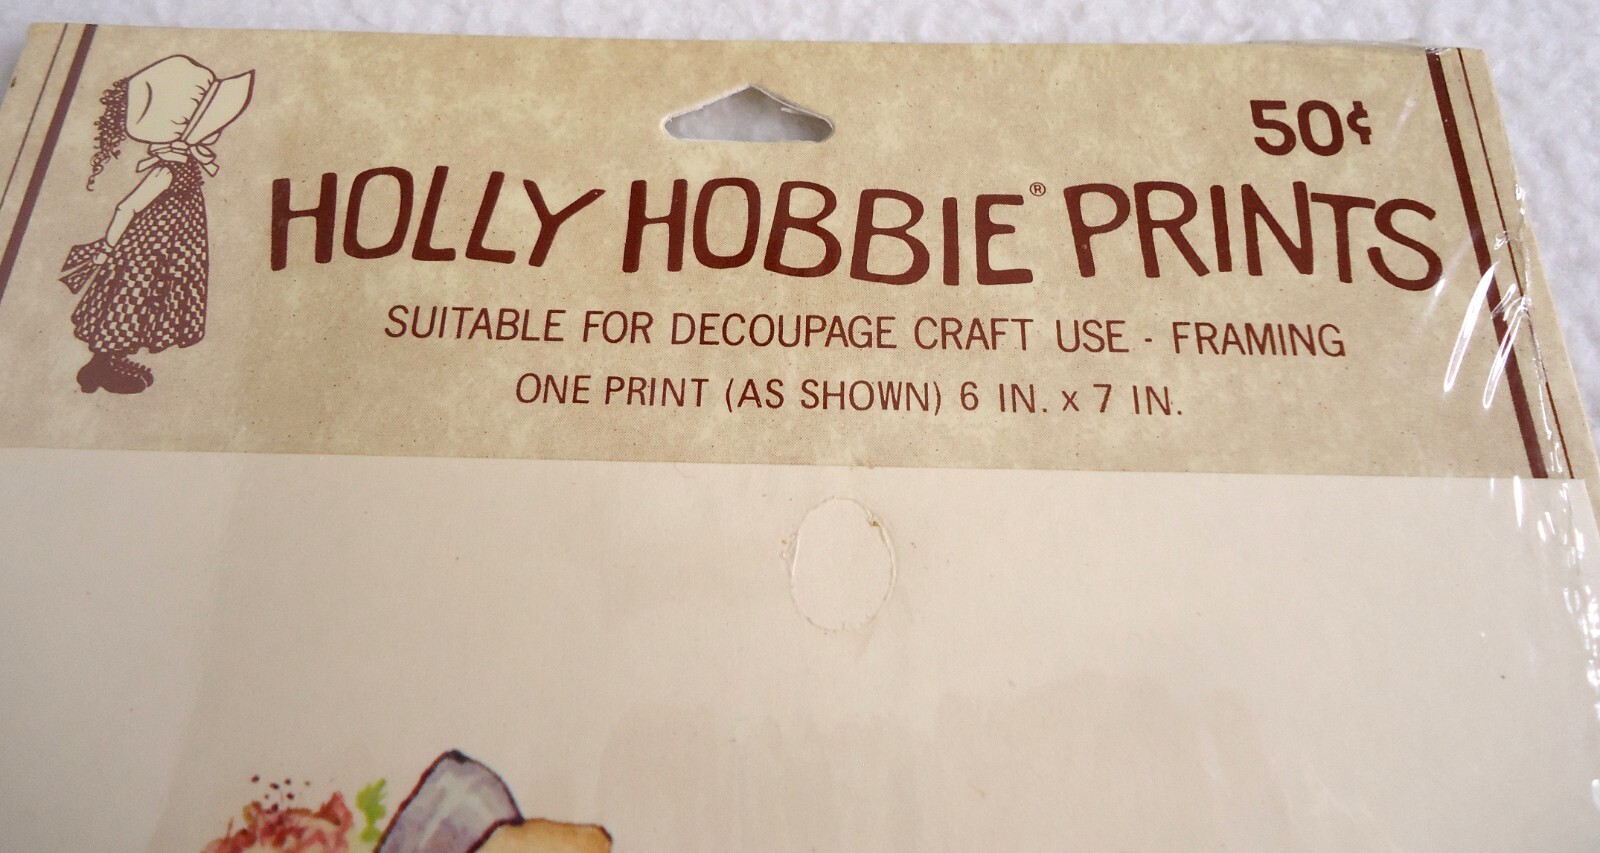 50¢
HOLLY HOBBIE® PRINTS
SUITABLE FOR DECOUPAGE CRAFT USE - FRAMING
ONE PRINT (AS SHOWN) 6 IN. x 7 IN.